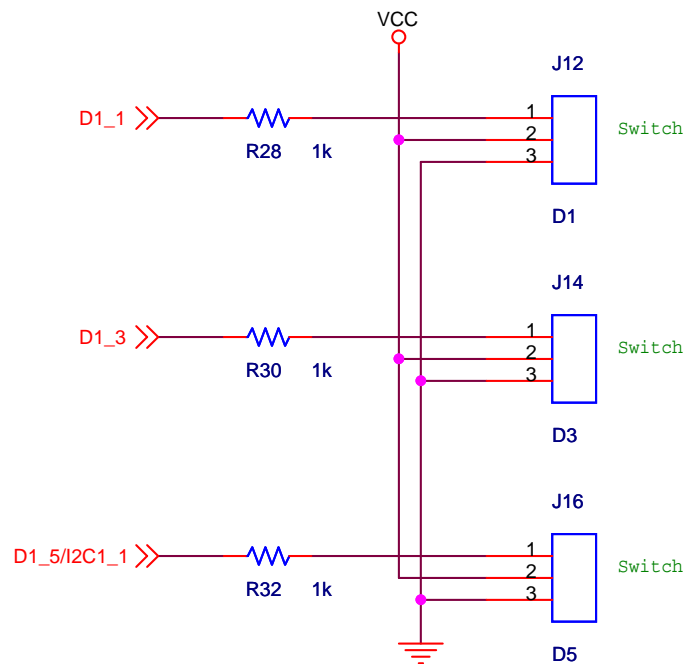 VCC
J12
D1_1
1
2
3
Switch
R28 1k
D1
J14
D1_3
1
2
3
Switch
R30 1k
D3
J16
D1_5/I2C1_1
1
2
3
Switch
R32 1k
D5